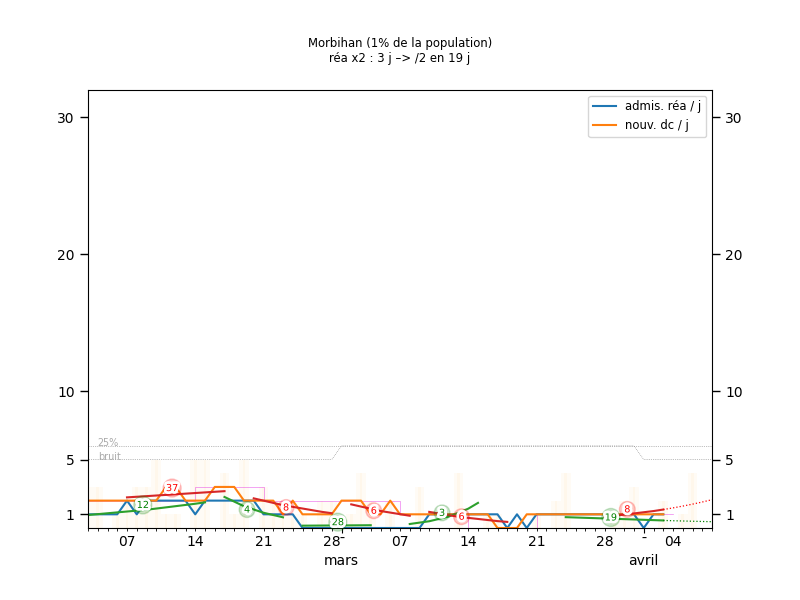 Morbihan (1% de la population)
réa x2 : 3 j –> /2 en 19 j
admis. réa / j
nouv. dc / j
30 30
20 20
10 10
25%
bruit
5 5
1 1
12 37 4 8 28 6 3 6 19 8
07 14 21 28 - 07 14 21 28 - 04
mars avril